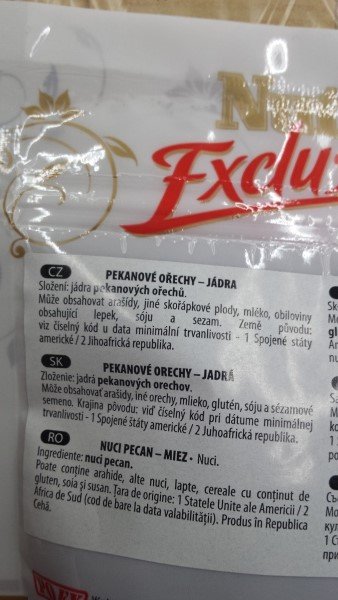 Exclu
CZ PEKANOVÉ OŘECHY – JÁDRA
Složení: jádra pekanových ořechů.
Může obsahovat arašídy, jiné skořápkové plody, mléko, obiloviny
obsahující lepek, sóju a sezam. Země původu:
viz číselný kód u data minimální trvanlivosti - 1 Spojené státy
americké / 2 Jihoafrická republika.
SK PEKANOVÉ ORECHY – JADRÁ
Zloženie: jadrá pekanových orechov.
Môže obsahovať arašidy, iné orechy, mlieko, glutén, sóju a sézamové
semeno. Krajina pôvodu: viď číselný kód pri dátume minimálnej
trvanlivosti - 1 Spojené štáty americké / 2 Juhoafrická republika.
RO NUCI PECAN – MIEZ • Nuci.
Ingrediente: nuci pecan.
Poate conține arahide, alte nuci, lapte, cereale cu conținut de
gluten, soia și susan. Țara de origine: 1 Statele Unite ale Americii / 2
Africa de Sud (cod de bare la data valabilității). Produs în Republica
Cehă.